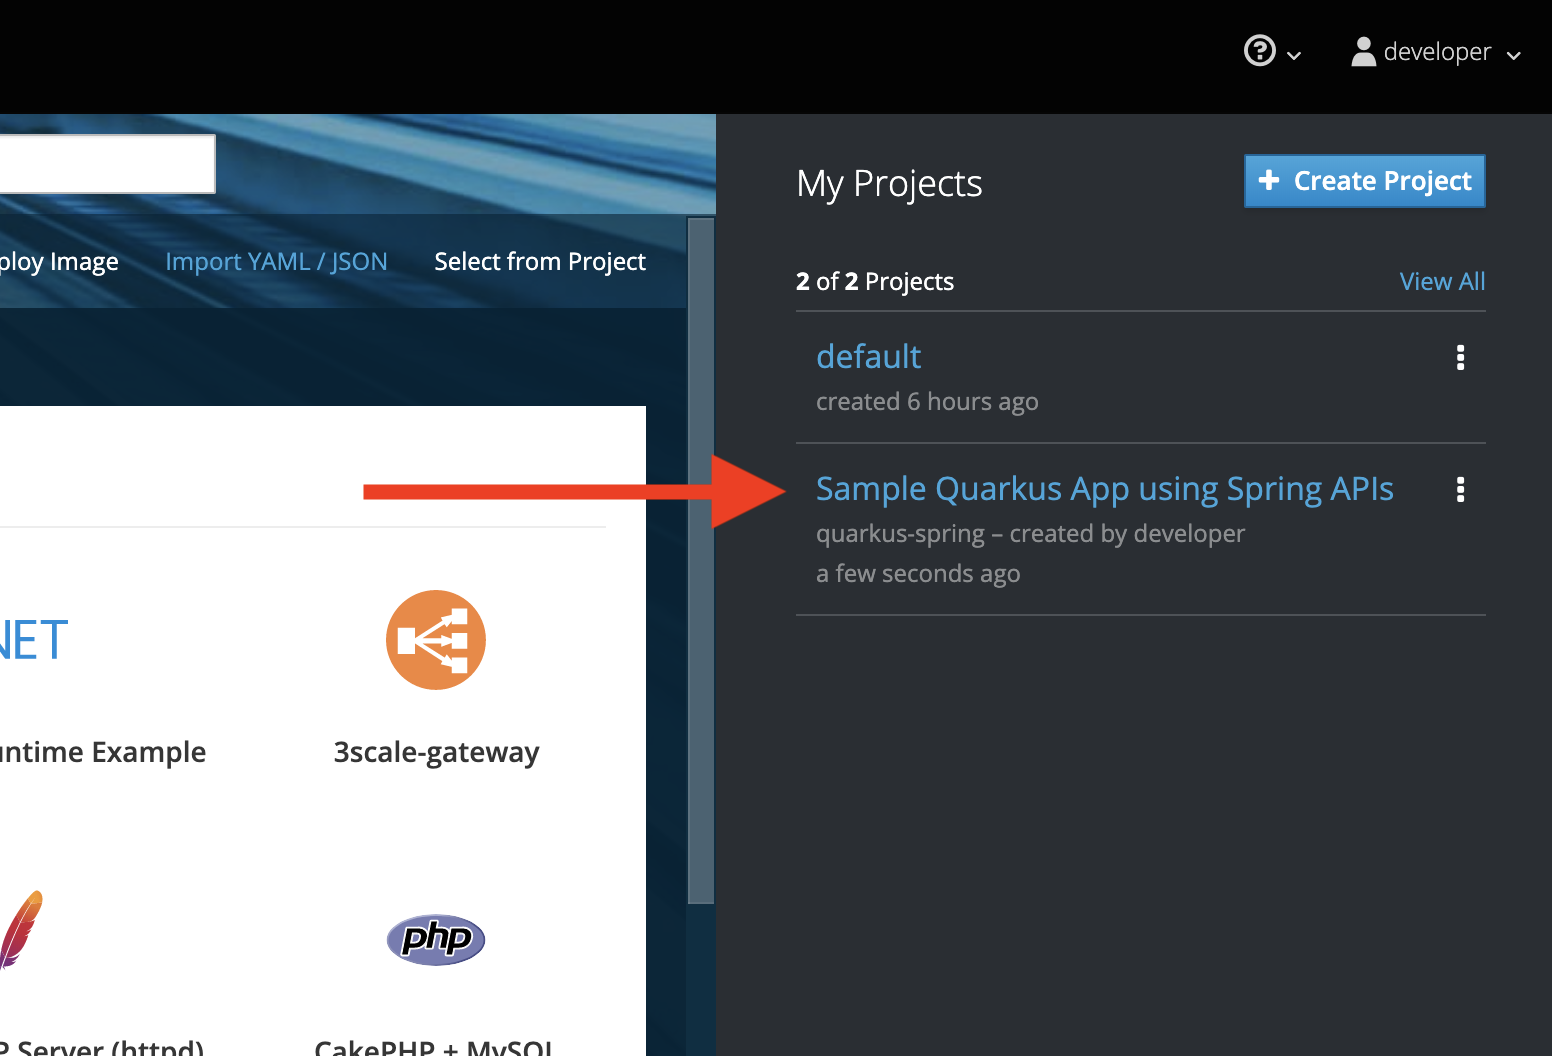 developer
My Projects
Create Project
ploy Image Import YAML / JSON Select from Project
2 of 2 Projects View All
default
created 6 hours ago
Sample Quarkus App using Spring APIs
quarkus-spring – created by developer
a few seconds ago
NET
untime Example 3scale-gateway
php
P Server (httpd) CakePHP + MySQL